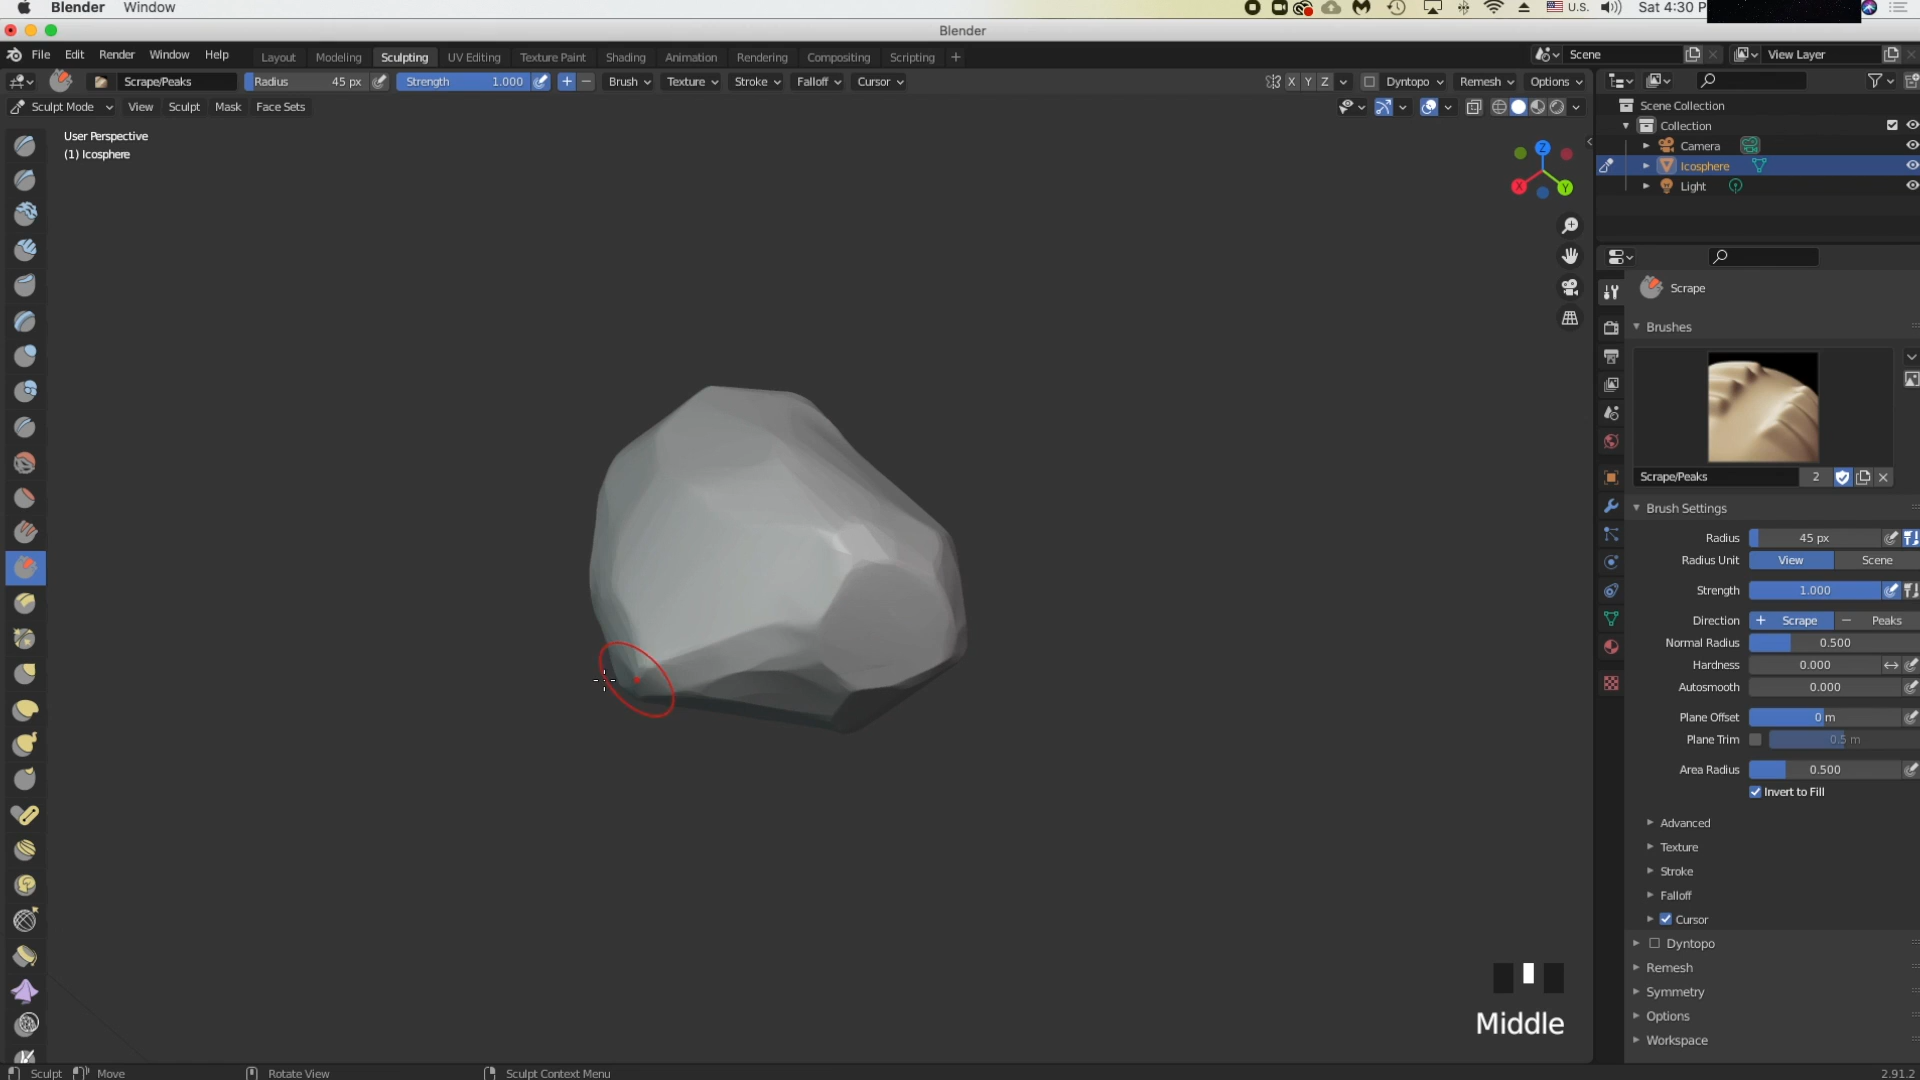 Blender Window U.S. Sat 4:30 P
Blender
File Edit Render Window Help Layout Modeling Sculpting UV Editing Texture Paint Shading Animation Rendering Compositing Scripting + Scene View Layer
Scrape/Peaks Radius 45 px Strength 1.000 + − Brush Texture Stroke Falloff Cursor X Y Z Dyntopo Remesh Options
Sculpt Mode View Sculpt Mask Face Sets
Scene Collection
Collection
Camera
Icosphere
Light
User Perspective
(1) Icosphere
Z
X
Y
Scrape
Brushes
Scrape/Peaks 2
Brush Settings
Radius 45 px
Radius Unit View Scene
Strength 1.000
Direction + Scrape − Peaks
Normal Radius 0.500
Hardness 0.000
Autosmooth 0.000
Plane Offset 0 m
Plane Trim 0.5 m
Area Radius 0.500
Invert to Fill
Advanced
Texture
Stroke
Falloff
Cursor
Dyntopo
Remesh
Symmetry
Options
Workspace
Middle
Sculpt Move Rotate View Sculpt Context Menu 2.91.2